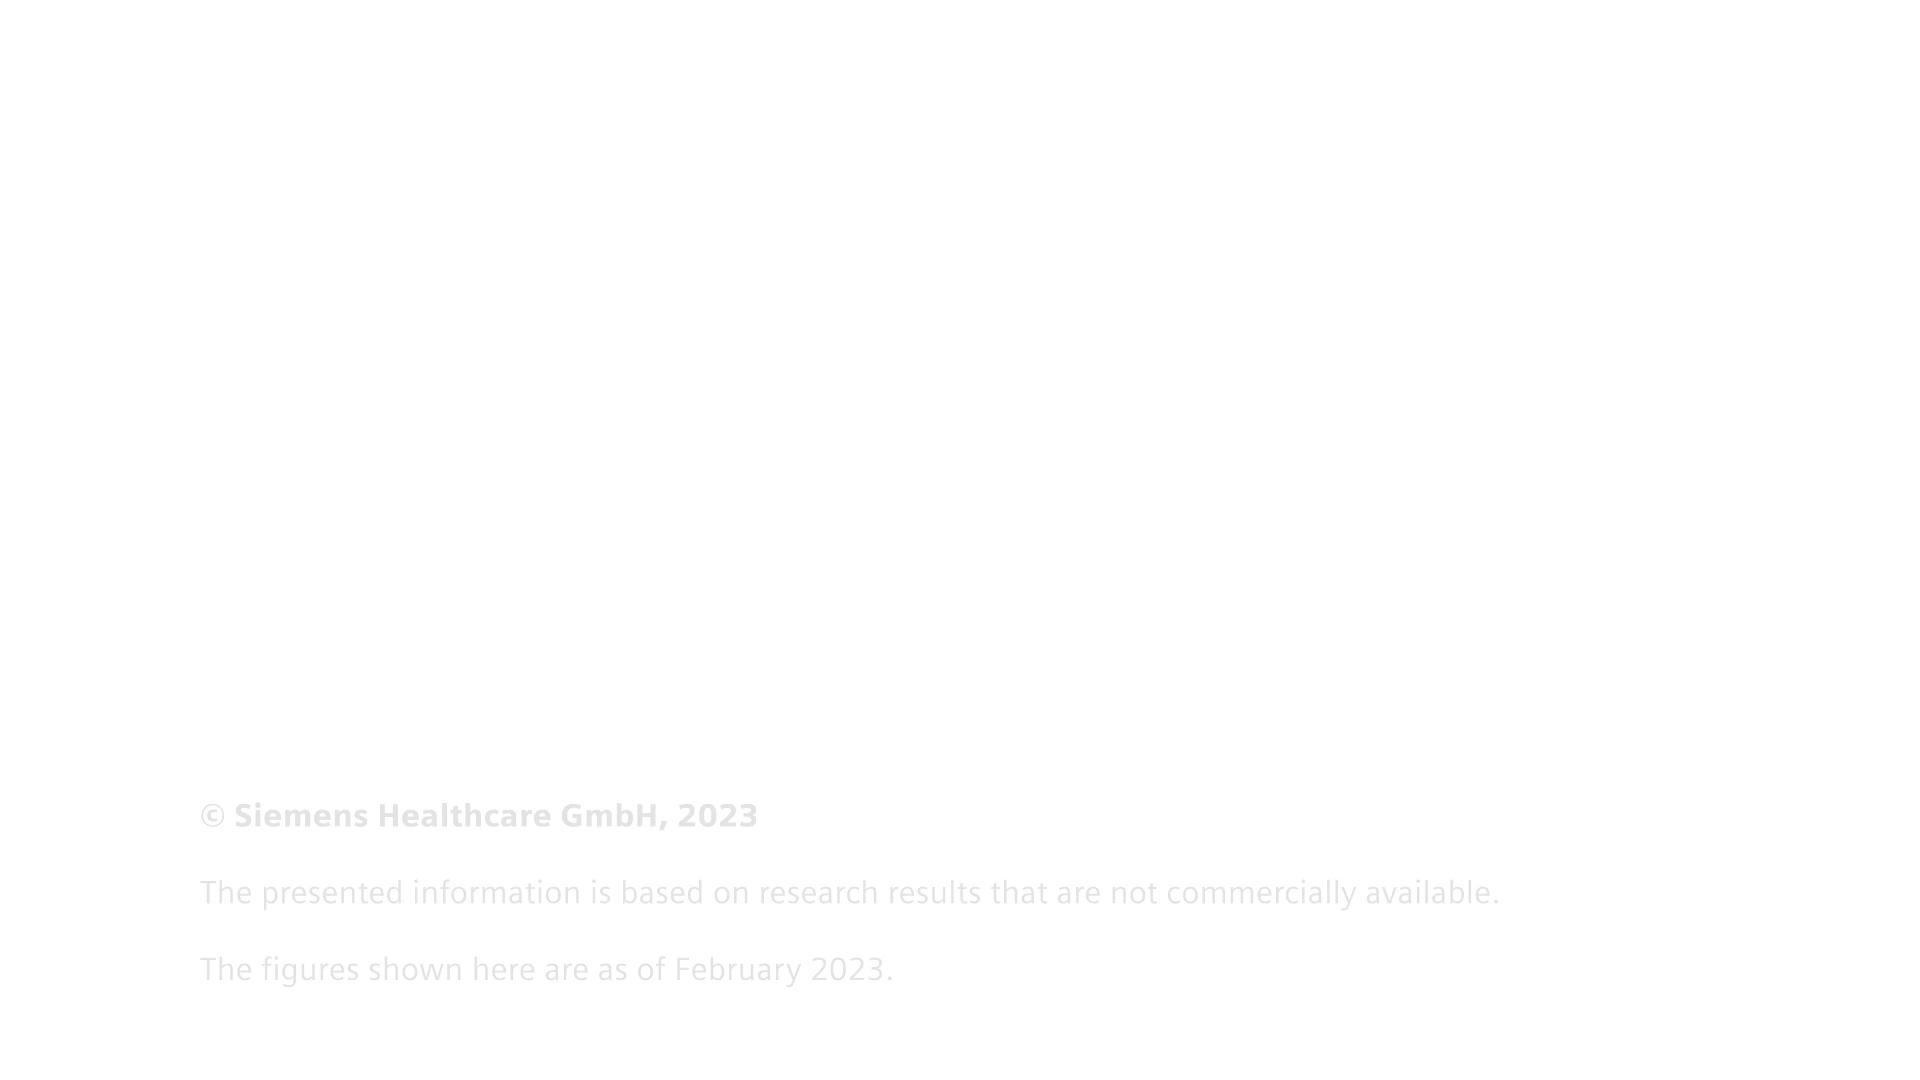 © Siemens Healthcare GmbH, 2023
The presented information is based on research results that are not commercially available.
The figures shown here are as of February 2023.